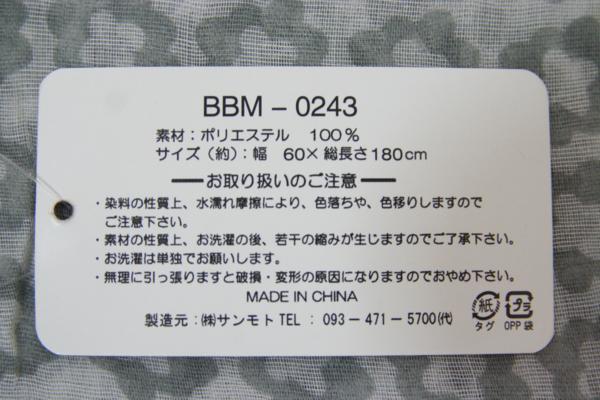 BBM－0243
素材：ポリエステル　100％
サイズ（約）：幅　60×総長さ180cm
━━お取り扱いのご注意━━
・染料の性質上、水濡れ摩擦により、色落ちや、色移りしますので
ご注意下さい。
・素材の性質上、お洗濯の後、若干の縮みが生じますのでご了承下さい。
・お洗濯は単独でお願いします。
・無理に引っ張りますと破損・変形の原因になりますのでおやめ下さい。
MADE IN CHINA
製造元：㈱サンモトTEL：093－471－5700㈹
紙 プラ
タグ OPP袋